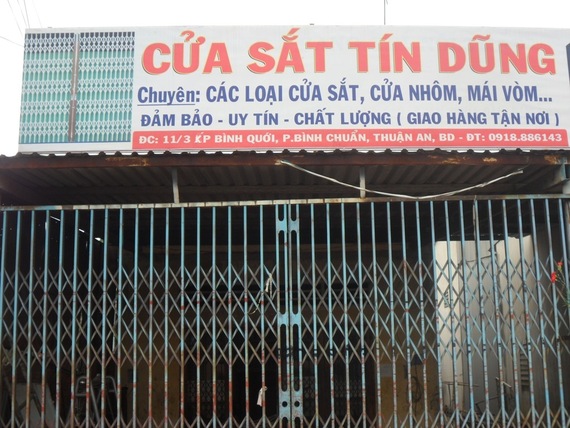 CỬA SẮT TÍN DŨNG
Chuyên: CÁC LOẠI CỬA SẮT, CỬA NHÔM, MÁI VÒM...
ĐẢM BẢO - UY TÍN - CHẤT LƯỢNG ( GIAO HÀNG TẬN NƠI )
ĐC: 11/3 KP BÌNH QUỚI, P.BÌNH CHUẨN, THUẬN AN, BD - ĐT: 0918.886143